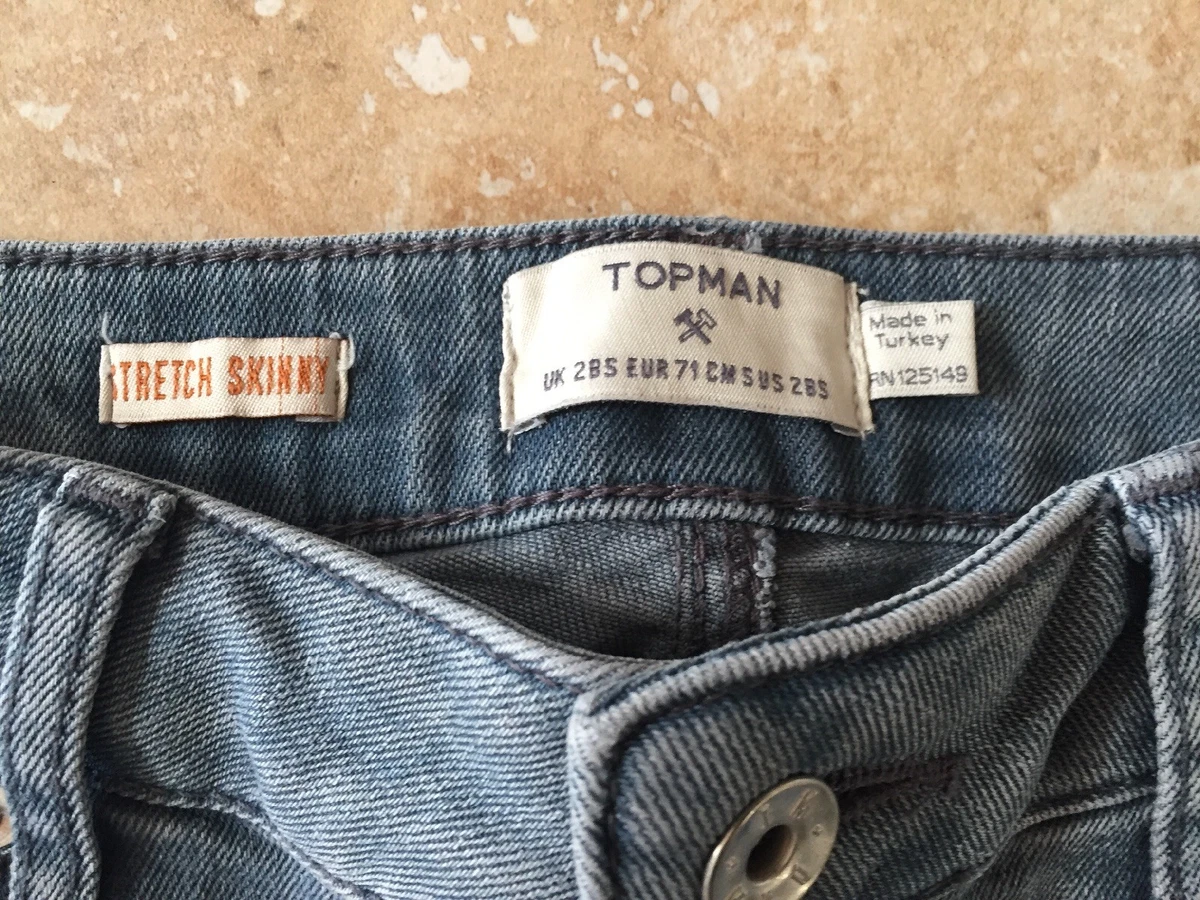 STRETCH SKINNY
TOPMAN
UK 28S EUR 71 CM S US 28S
Made in
Turkey
RN125149